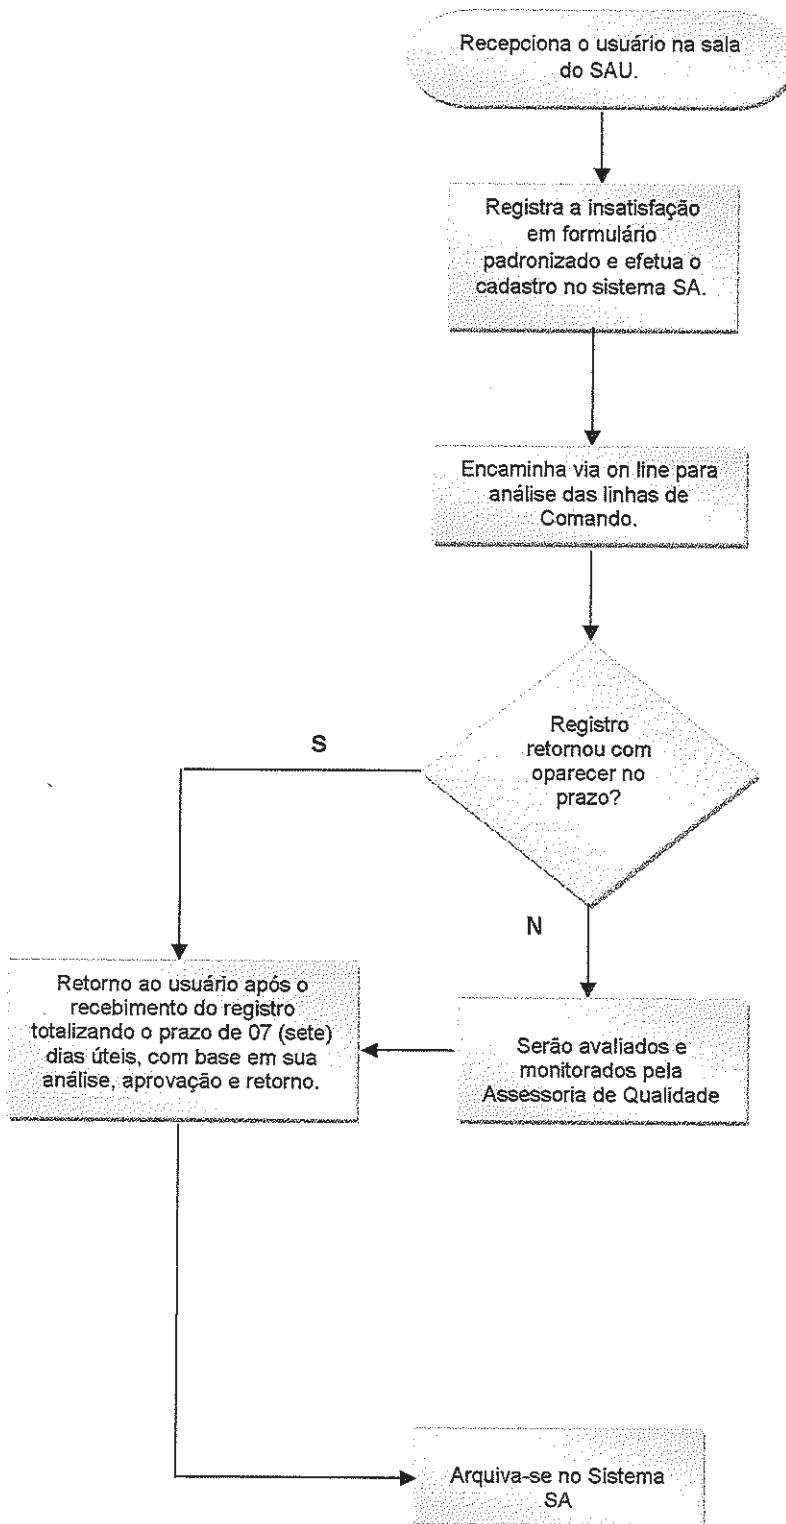 Recepciona o usuário na sala
do SAU.
Registra a insatisfação
em formulário
padronizado e efetua o
cadastro no sistema SA.
Encaminha via on line para
análise das linhas de
Comando.
Registro
retornou com
oparecer no
prazo?
S
N
Retorno ao usuário após o
recebimento do registro
totalizando o prazo de 07 (sete)
dias úteis, com base em sua
análise, aprovação e retorno.
Serão avaliados e
monitorados pela
Assessoria de Qualidade
Arquiva-se no Sistema
SA